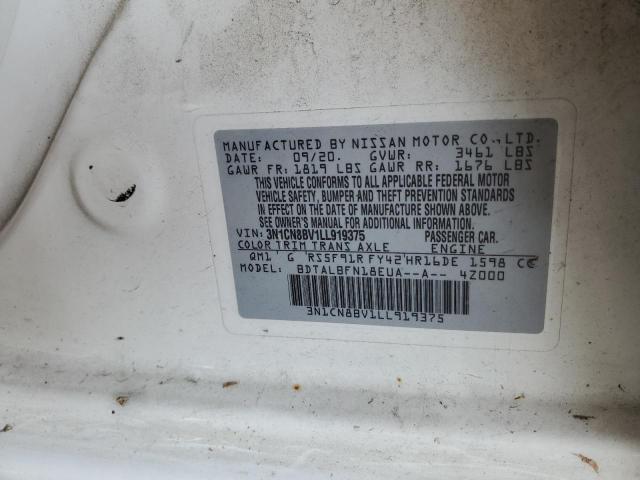 MANUFACTURED BY NISSAN MOTOR CO.,LTD.
DATE: 09/20. GVWR: 3461 LBS
GAWR FR: 1819 LBS GAWR RR: 1676 LBS
THIS VEHICLE CONFORMS TO ALL APPLICABLE FEDERAL MOTOR
VEHICLE SAFETY, BUMPER AND THEFT PREVENTION STANDARDS
IN EFFECT ON THE DATE OF MANUFACTURE SHOWN ABOVE.
SEE OWNER'S MANUAL FOR ADDITIONAL INFORMATION.
VIN: 3N1CN8BV1LL919375 PASSENGER CAR.
COLOR TRIM TRANS AXLE ENGINE
QM1 G RS5F91R FY42 HR16DE 1598 CC
MODEL: BDTALBFN18EUA--A-- 4Z000
3N1CN8BV1LL919375